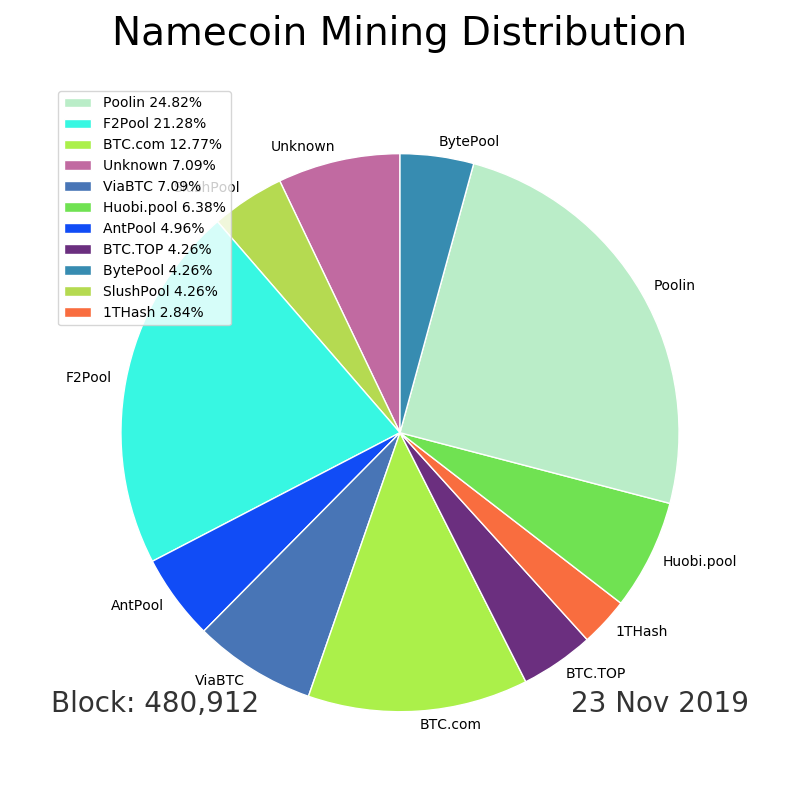 Namecoin Mining Distribution
Poolin 24.82%
F2Pool 21.28%
BTC.com 12.77%
Unknown 7.09%
ViaBTC 7.09%
Huobi.pool 6.38%
AntPool 4.96%
BTC.TOP 4.26%
BytePool 4.26%
SlushPool 4.26%
1THash 2.84%
BytePool
Unknown
SlushPool
Poolin
F2Pool
Huobi.pool
AntPool
1THash
BTC.TOP
ViaBTC
BTC.com
Block: 480,912
23 Nov 2019